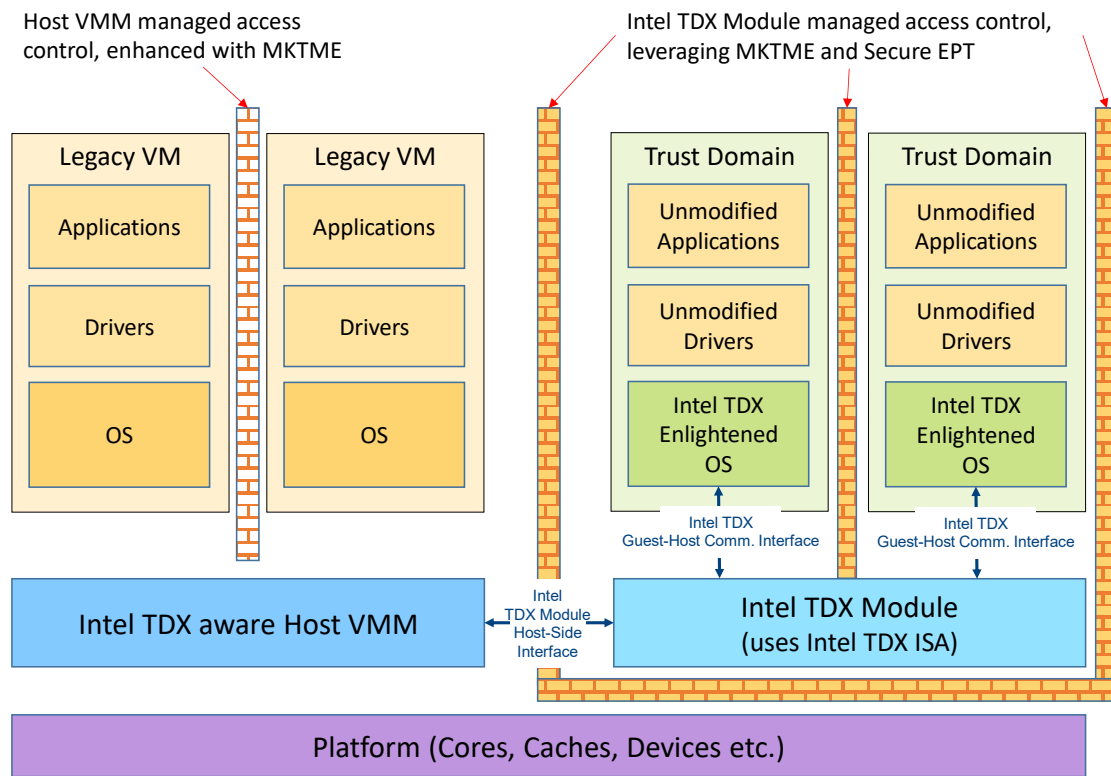 Host VMM managed access
control, enhanced with MKTME
Intel TDX Module managed access control,
leveraging MKTME and Secure EPT
Legacy VM
Applications
Drivers
OS
Legacy VM
Applications
Drivers
OS
Trust Domain
Unmodified
Applications
Unmodified
Drivers
Intel TDX
Enlightened
OS
Trust Domain
Unmodified
Applications
Unmodified
Drivers
Intel TDX
Enlightened
OS
Intel TDX
Guest-Host Comm. Interface
Intel TDX
Guest-Host Comm. Interface
Intel TDX aware Host VMM
Intel
TDX Module
Host-Side
Interface
Intel TDX Module
(uses Intel TDX ISA)
Platform (Cores, Caches, Devices etc.)